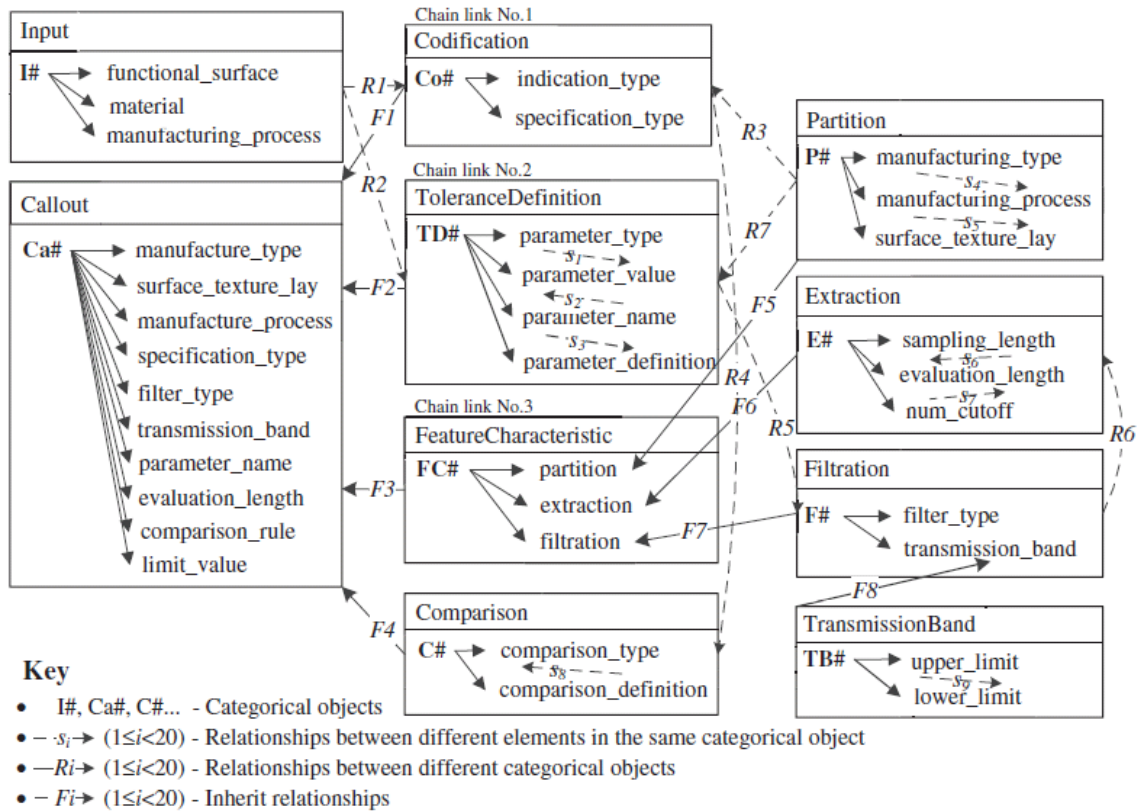 Input
I#
functional_surface
material
manufacturing_process
R1
F1
R2
Chain link No.1
Codification
Co#
indication_type
specification_type
R3
Callout
Ca#
manufacture_type
surface_texture_lay
manufacture_process
specification_type
filter_type
transmission_band
parameter_name
evaluation_length
comparison_rule
limit_value
F2
F3
F4
Chain link No.2
ToleranceDefinition
TD#
parameter_type
s1
parameter_value
s2
parameter_name
s3
parameter_definition
R7
F5
R4
F6
R5
Chain link No.3
FeatureCharacteristic
FC#
partition
extraction
filtration
F7
Comparison
C#
comparison_type
s8
comparison_definition
Partition
P#
manufacturing_type
s4
manufacturing_process
s5
surface_texture_lay
Extraction
E#
sampling_length
s6
evaluation_length
s7
num_cutoff
R6
Filtration
F#
filter_type
transmission_band
F8
TransmissionBand
TB#
upper_limit
s9
lower_limit
Key
• I#, Ca#, C#... - Categorical objects
• – ·si→ (1≤i<20) - Relationships between different elements in the same categorical object
• —Ri→ (1≤i<20) - Relationships between different categorical objects
• – Fi→ (1≤i<20) - Inherit relationships